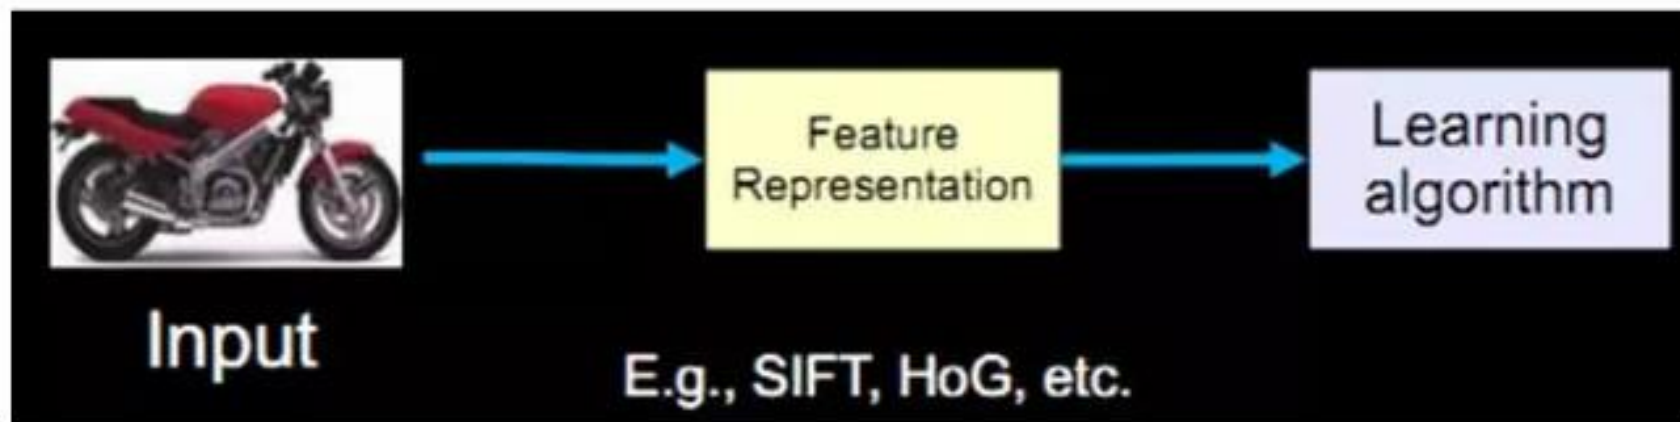 Input
Feature
Representation
E.g., SIFT, HoG, etc.
Learning
algorithm